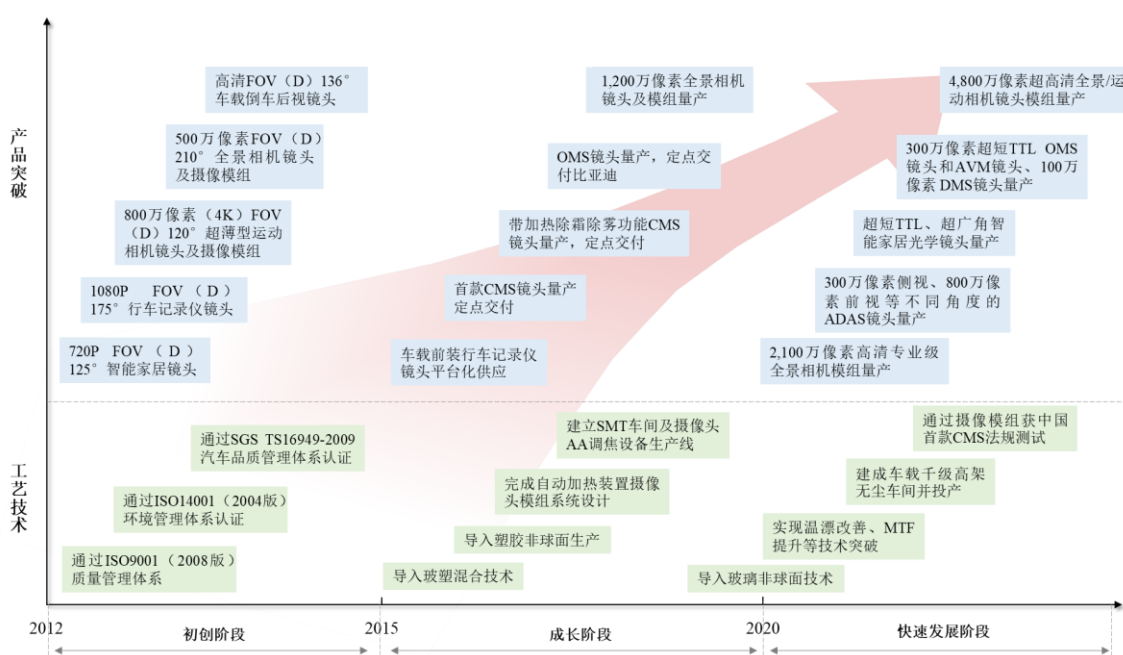 产品突破
高清FOV（D）136°
车载倒车后视镜头
500万像素FOV（D）
210°全景相机镜头
及摄像模组
800万像素（4K）FOV
（D）120°超薄型运动
相机镜头及摄像模组
1080P FOV（D）
175°行车记录仪镜头
720P FOV（D）
125°智能家居镜头
1,200万像素全景相机
镜头及模组量产
OMS镜头量产，定点交
付比亚迪
带加热除霜除雾功能CMS
镜头量产，定点交付
首款CMS镜头量产
定点交付
车载前装行车记录仪
镜头平台化供应
4,800万像素超高清全景/运
动相机镜头模组量产
300万像素超短TTL OMS
镜头和AVM镜头、100万
像素DMS镜头量产
超短TTL、超广角智
能家居光学镜头量产
300万像素侧视、800万像
素前视等不同角度的
ADAS镜头量产
2,100万像素高清专业级
全景相机模组量产
工艺技术
通过SGS TS16949-2009
汽车品质管理体系认证
通过ISO14001（2004版）
环境管理体系认证
通过ISO9001（2008版）
质量管理体系
建立SMT车间及摄像头
AA调焦设备生产线
完成自动加热装置摄像
头模组系统设计
导入塑胶非球面生产
导入玻塑混合技术
通过摄像模组获中国
首款CMS法规测试
建成车载千级高架
无尘车间并投产
实现温漂改善、MTF
提升等技术突破
导入玻璃非球面技术
2012
初创阶段
2015
成长阶段
2020
快速发展阶段